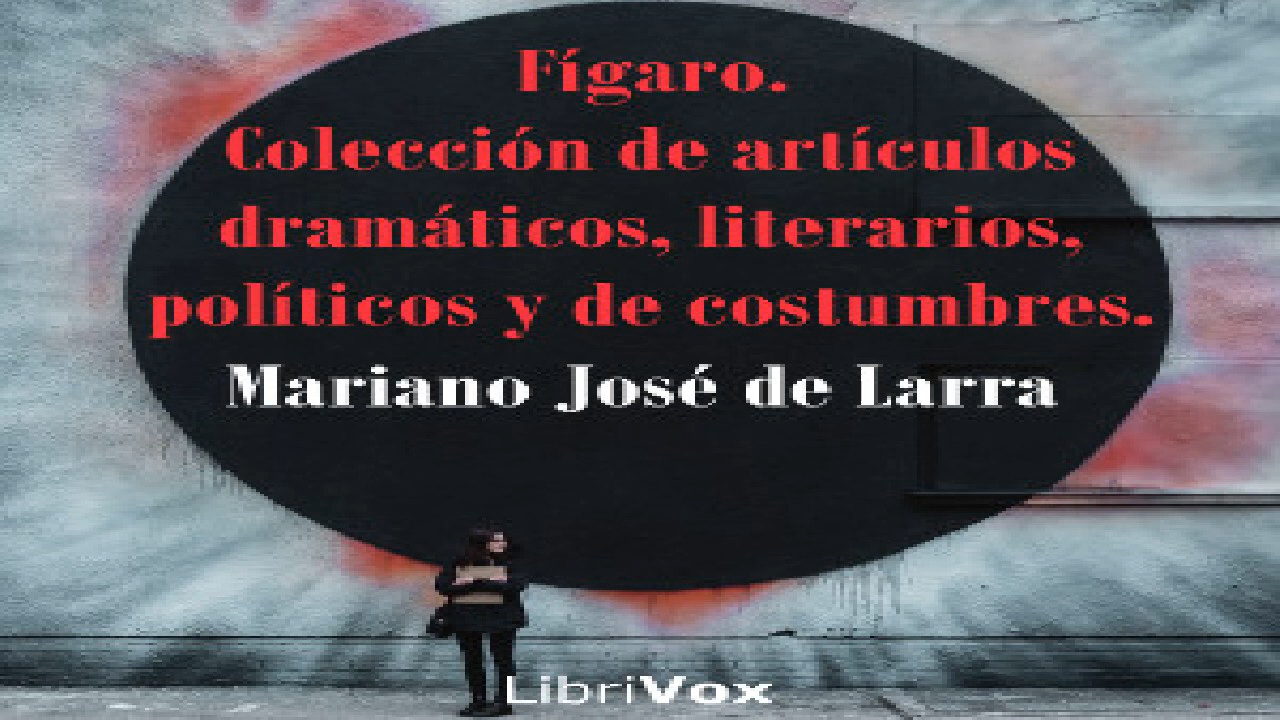 Fígaro.
Colección de artículos
dramáticos, literarios,
políticos y de costumbres.
Mariano José de Larra
LibriVox